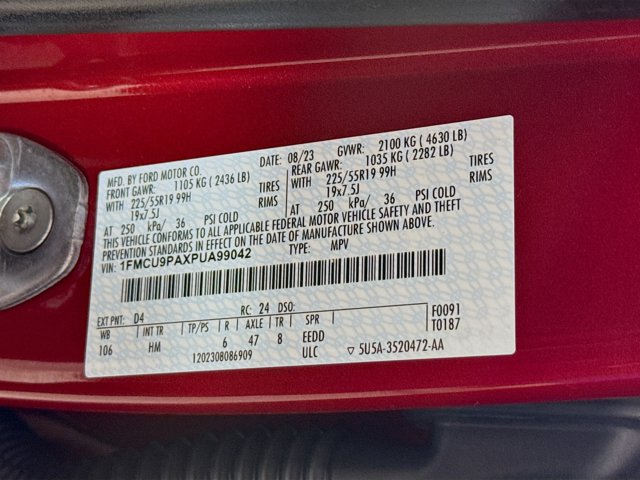 MFD. BY FORD MOTOR CO.
DATE: 08/23 GVWR: 2100 KG ( 4630 LB)
FRONT GAWR: 1105 KG ( 2436 LB)
REAR GAWR: 1035 KG ( 2282 LB)
WITH 225/55R19 99H TIRES
WITH 225/55R19 99H TIRES
19x7.5J RIMS
19x7.5J RIMS
AT 250 kPa/ 36 PSI COLD
AT 250 kPa/ 36 PSI COLD
THIS VEHICLE CONFORMS TO ALL APPLICABLE FEDERAL MOTOR VEHICLE SAFETY AND THEFT
PREVENTION STANDARDS IN EFFECT ON THE DATE OF MANUFACTURE SHOWN ABOVE.
VIN: 1FMCU9PAXPUA99042 TYPE: MPV
EXT PNT: D4 RC: 24 DSO: F0091
WB INT TR TP/PS R AXLE TR SPR T0187
106 HM 6 47 8 EEDD
1202308086909 ULC ▽ 5U5A-3520472-AA